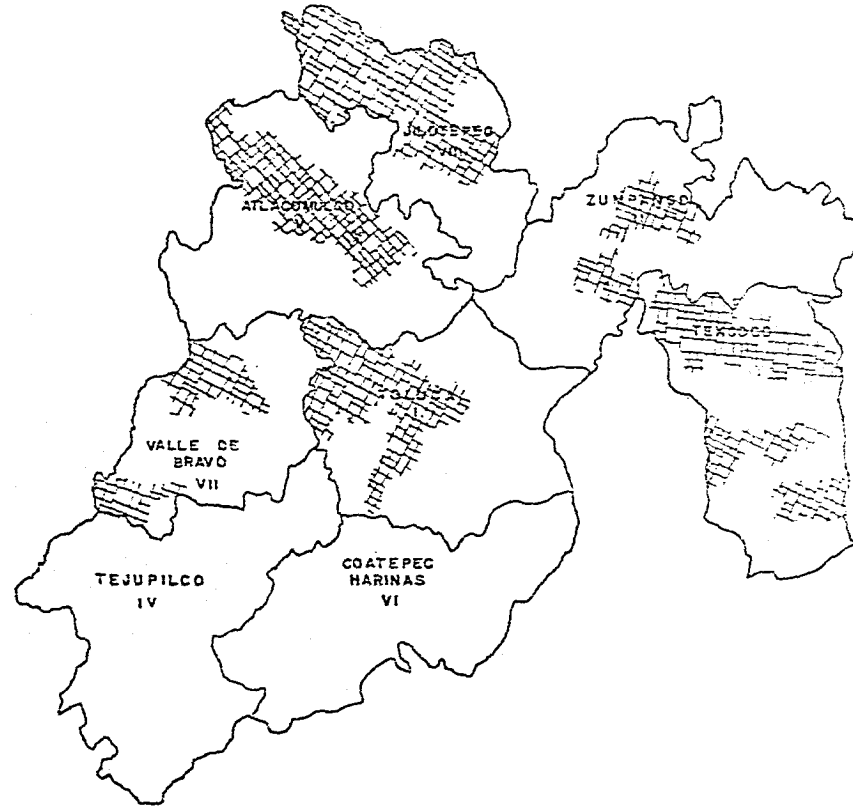 JILOTEPEC
ZUMPANGO
ATLACOMULCO
V
TEXCOCO
TOLUCA
I
VALLE DE
BRAVO
VII
COATEPEC
HARINAS
VI
TEJUPILCO
IV